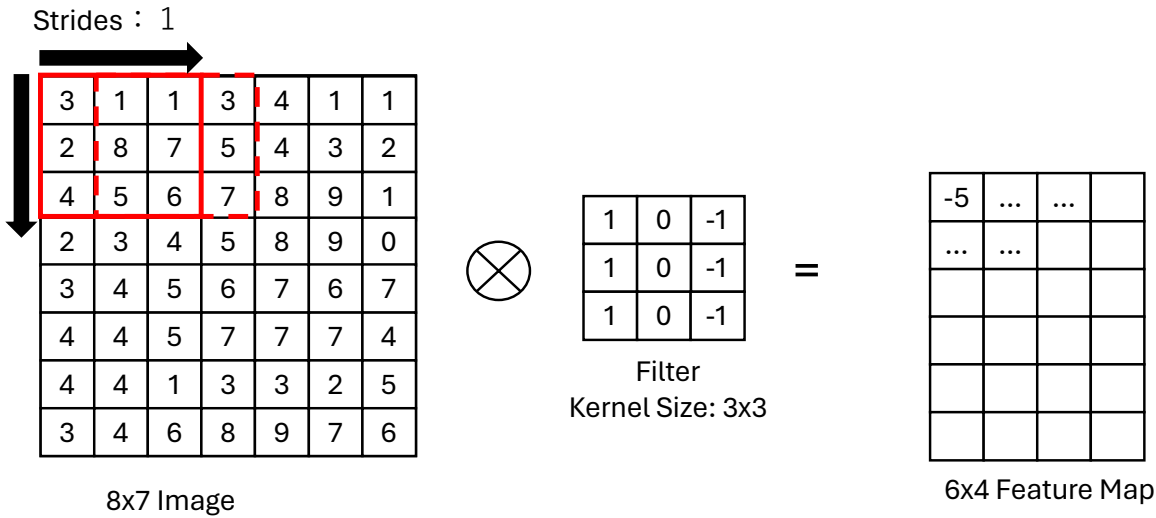 Strides： 1
3 1 1 3 4 1 1
2 8 7 5 4 3 2
4 5 6 7 8 9 1
2 3 4 5 8 9 0
3 4 5 6 7 6 7
4 4 5 7 7 7 4
4 4 1 3 3 2 5
3 4 6 8 9 7 6
8x7 Image
1 0 -1
1 0 -1
1 0 -1
Filter
Kernel Size: 3x3
=
-5 ... ...
... ...
6x4 Feature Map